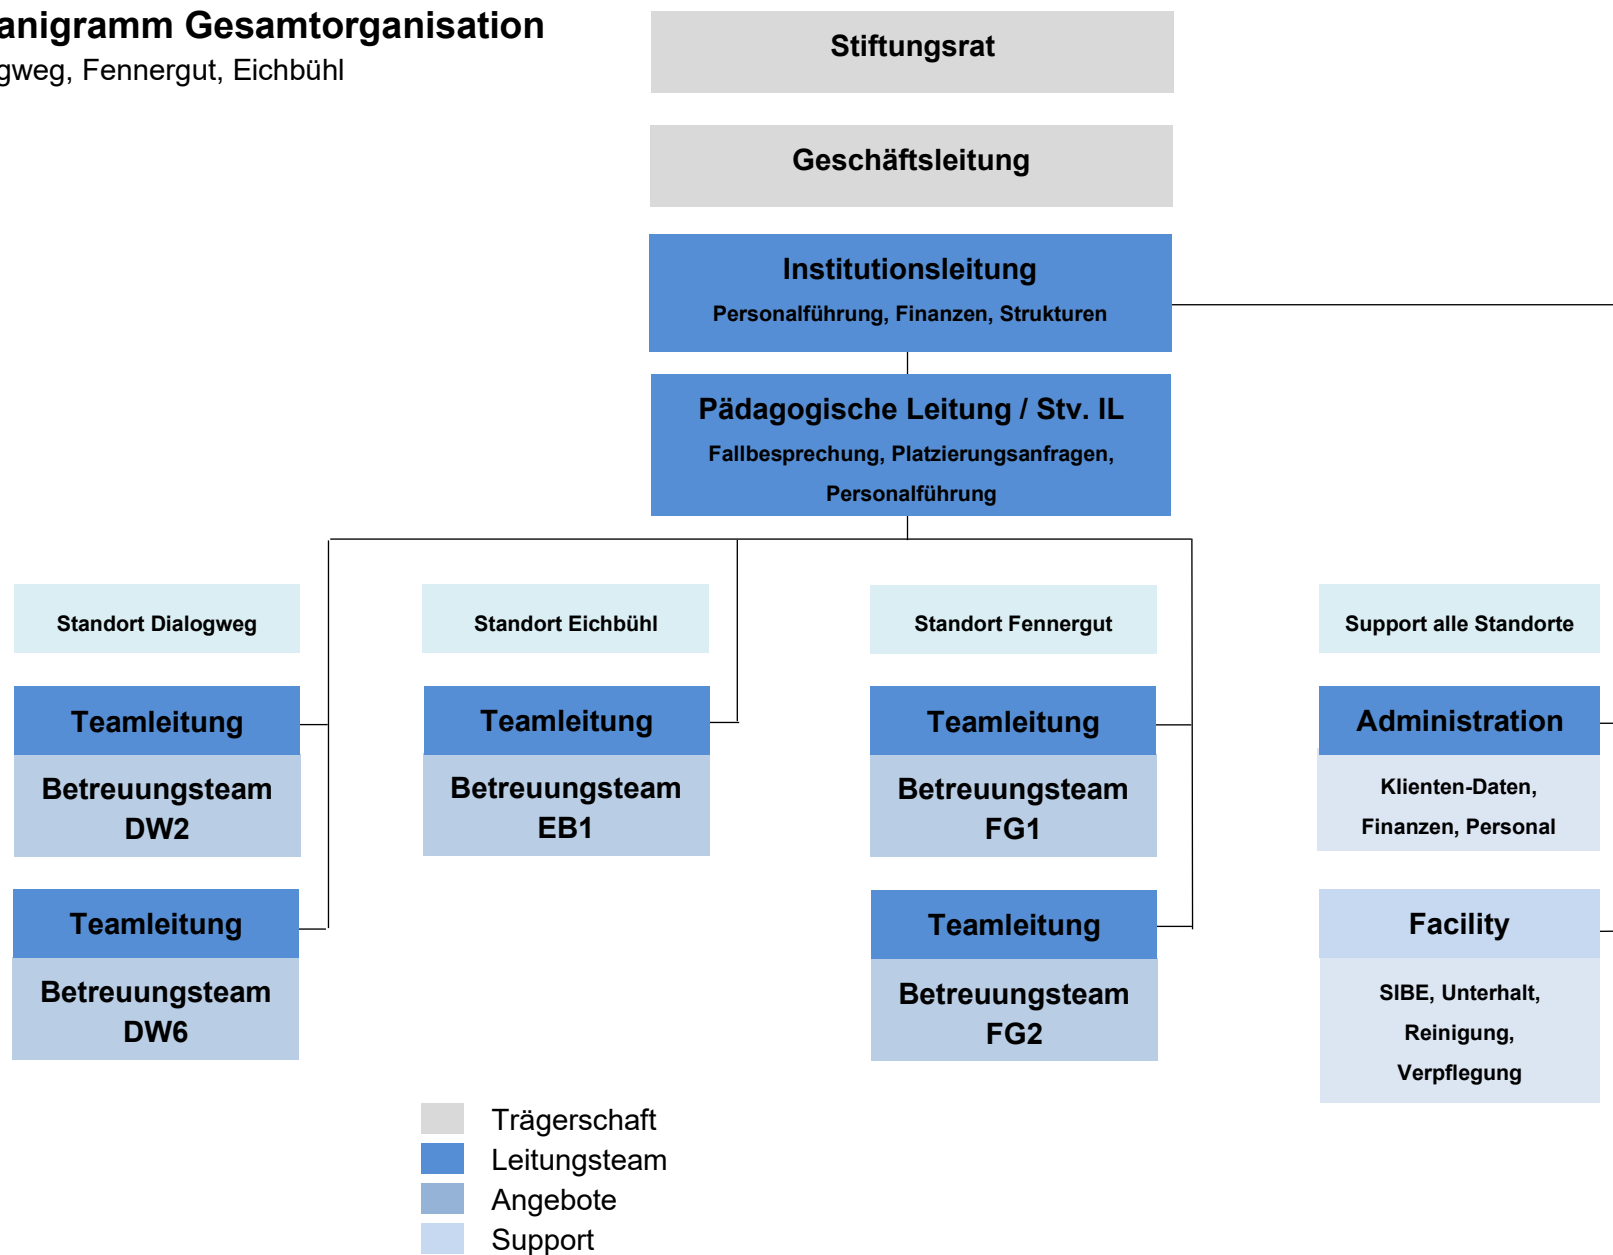 anigramm Gesamtorganisation
gweg, Fennergut, Eichbühl
Stiftungsrat
Geschäftsleitung
Institutionsleitung
Personalführung, Finanzen, Strukturen
Pädagogische Leitung / Stv. IL
Fallbesprechung, Platzierungsanfragen,
Personalführung
Standort Dialogweg
Teamleitung
Betreuungsteam
DW2
Teamleitung
Betreuungsteam
DW6
Standort Eichbühl
Teamleitung
Betreuungsteam
EB1
Standort Fennergut
Teamleitung
Betreuungsteam
FG1
Teamleitung
Betreuungsteam
FG2
Support alle Standorte
Administration
Klienten-Daten,
Finanzen, Personal
Facility
SIBE, Unterhalt,
Reinigung,
Verpflegung
Trägerschaft
Leitungsteam
Angebote
Support